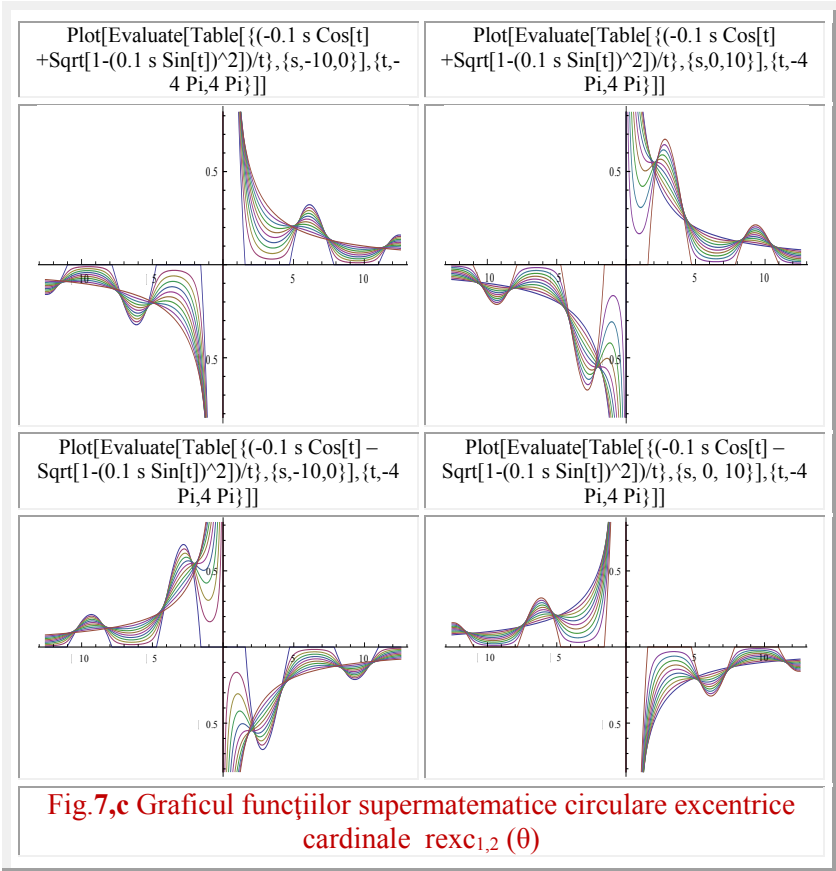 Plot[Evaluate[Table[{(-0.1 s Cos[t]
+Sqrt[1-(0.1 s Sin[t])^2])/t},{s,-10,0}],{t,-
4 Pi,4 Pi}]]
Plot[Evaluate[Table[{(-0.1 s Cos[t]
+Sqrt[1-(0.1 s Sin[t])^2])/t},{s,0,10}],{t,-4
Pi,4 Pi}]]
0.5
10 5 5 10
0.5
0.5
10 5 5 10
0.5
Plot[Evaluate[Table[{(-0.1 s Cos[t] –
Sqrt[1-(0.1 s Sin[t])^2])/t},{s,-10,0}],{t,-4
Pi,4 Pi}]]
Plot[Evaluate[Table[{(-0.1 s Cos[t] –
Sqrt[1-(0.1 s Sin[t])^2])/t},{s, 0, 10}],{t,-4
Pi,4 Pi}]]
0.5
10 5 5 10
0.5
0.5
10 5 5 10
0.5
Fig.7,c Graficul funcţiilor supermatematice circulare excentrice
cardinale rexc₁,₂ (θ)